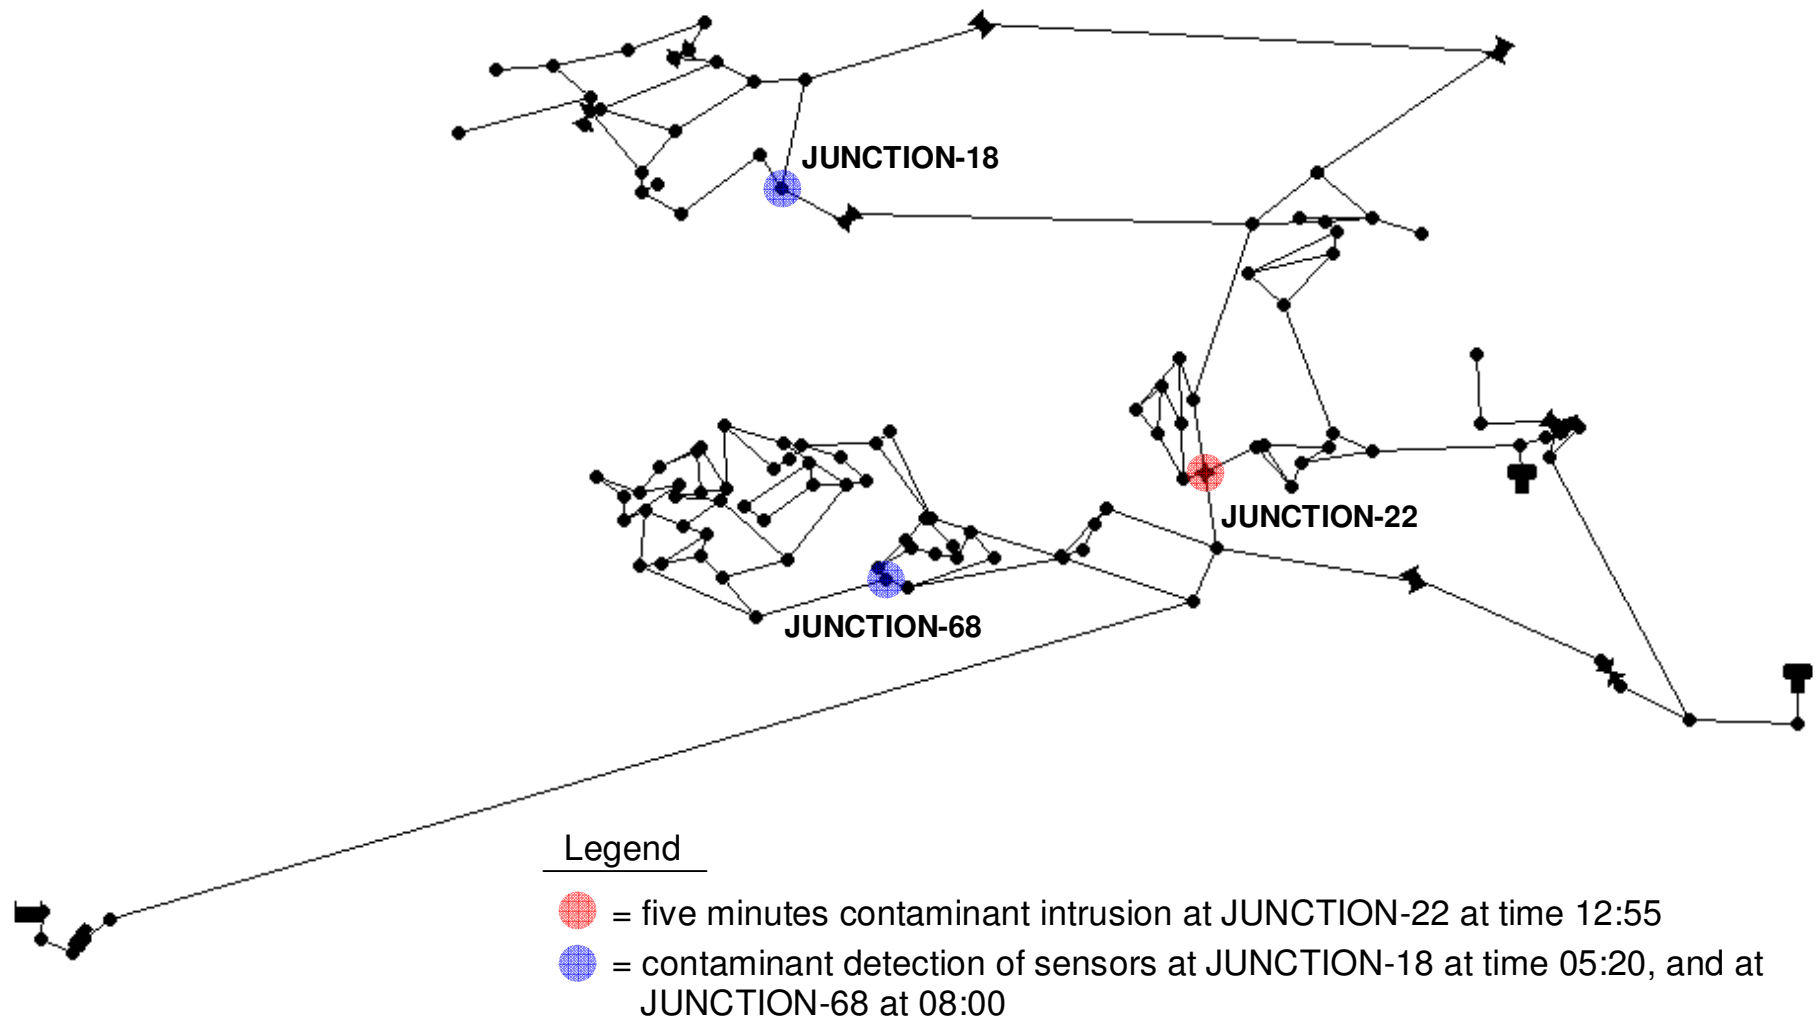 JUNCTION-18
JUNCTION-22
JUNCTION-68
Legend
= five minutes contaminant intrusion at JUNCTION-22 at time 12:55
= contaminant detection of sensors at JUNCTION-18 at time 05:20, and at
JUNCTION-68 at 08:00